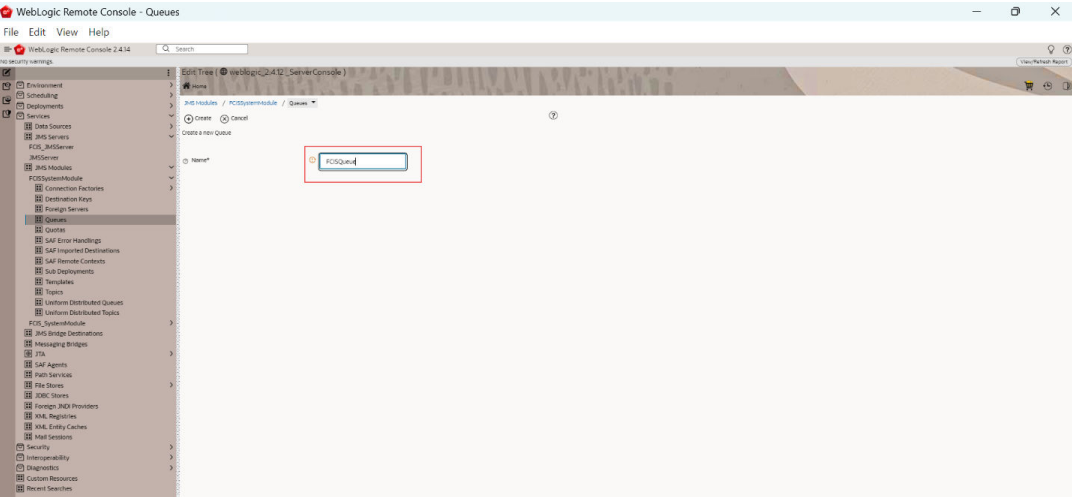 WebLogic Remote Console - Queues
File Edit View Help
WebLogic Remote Console 2.4.14
Search
No security warnings.
View/Refresh Report
Edit Tree ( weblogic_2.4.12_ServerConsole )
Home
JMS Modules / FCISSystemModule / Queues
Create Cancel
Create a new Queue.
Name*
FCISQueue
Environment
Scheduling
Deployments
Services
Data Sources
JMS Servers
FCIS_JMSServer
JMSServer
JMS Modules
FCISSystemModule
Connection Factories
Destination Keys
Foreign Servers
Queues
Quotas
SAF Error Handlings
SAF Imported Destinations
SAF Remote Contexts
Sub Deployments
Templates
Topics
Uniform Distributed Queues
Uniform Distributed Topics
FCIS_SystemModule
JMS Bridge Destinations
Messaging Bridges
JTA
SAF Agents
Path Services
File Stores
JDBC Stores
Foreign JNDI Providers
XML Registries
XML Entity Caches
Mail Sessions
Security
Interoperability
Diagnostics
Custom Resources
Recent Searches